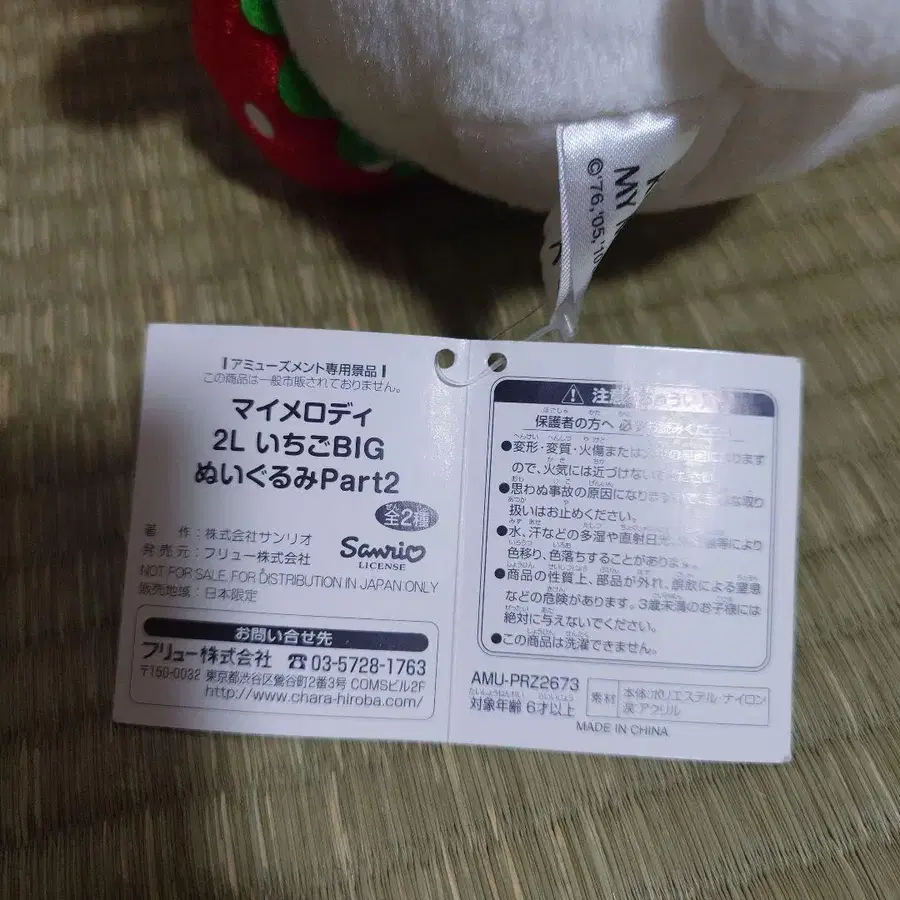 MY
©'76,'05,'10
アミューズメント専用景品
この商品は一般市販されておりません。
マイメロディ
2L いちごBIG
ぬいぐるみPart2
全2種
著 作：株式会社サンリオ
発売元：フリュー株式会社
Sanrio
LICENSE
NOT FOR SALE. FOR DISTRIBUTION IN JAPAN ONLY
販売地域：日本限定
お問い合せ先
フリュー株式会社 ☎03-5728-1763
〒150-0032 東京都渋谷区鶯谷町2番3号 COMSビル2F
http://www.chara-hiroba.com/
保護者の方へ
●変形・変質・火傷または
ので、火気には近づけない
●思わぬ事故の原因になります
扱いはお止めください。
●水、汗などの多湿や直射日光、
色移り、色落ちすることがあります。
●商品の性質上、部品が外れ、誤飲による窒息
などの危険があります。3歳未満のお子様には
絶対に与えないでください。
●この商品は洗濯できません。
AMU-PRZ2673
対象年齢 6才以上
素材
本体:ポリエステル・ナイロン
アクリル
MADE IN CHINA